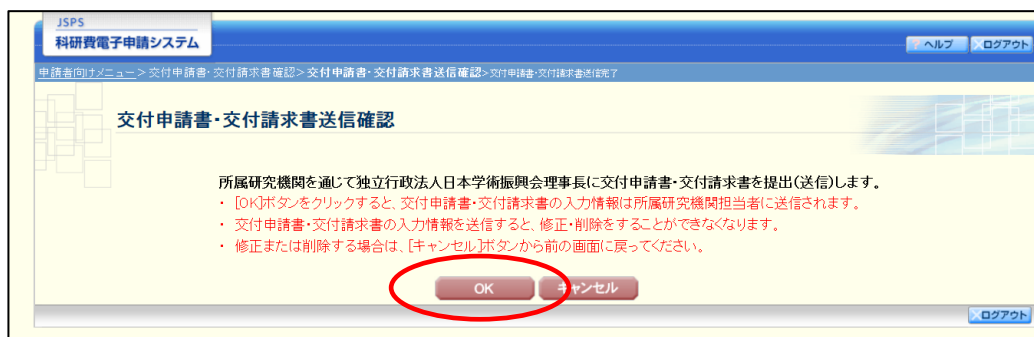 JSPS
科研費電子申請システム
? ヘルプ ログアウト
申請者向けメニュー>交付申請書・交付請求書確認>交付申請書・交付請求書送信確認>交付申請書・交付請求書送信完了
交付申請書・交付請求書送信確認
所属研究機関を通じて独立行政法人日本学術振興会理事長に交付申請書・交付請求書を提出(送信)します。
・ [OK]ボタンをクリックすると、交付申請書・交付請求書の入力情報は所属研究機関担当者に送信されます。
・ 交付申請書・交付請求書の入力情報を送信すると、修正・削除をすることができなくなります。
・ 修正または削除する場合は、[キャンセル]ボタンから前の画面に戻ってください。
OK キャンセル
ログアウト